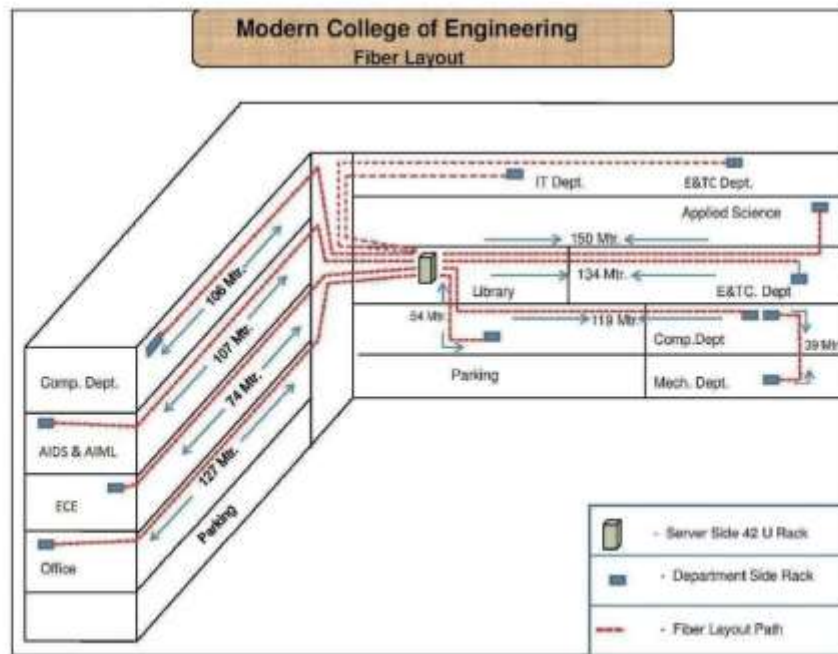 Modern College of Engineering
Fiber Layout
IT Dept.
E&TC Dept.
Applied Science
150 Mtr.
106 Mtr.
Library
134 Mtr.
E&TC. Dept
54 Mtr
119 Mtr.
107 Mtr.
Comp.Dept
39 Mtr
Comp. Dept.
74 Mtr.
Parking
Mech. Dept.
AIDS & AIML
127 Mtr.
ECE
Parking
Office
- Server Side 42 U Rack
- Department Side Rack
- Fiber Layout Path